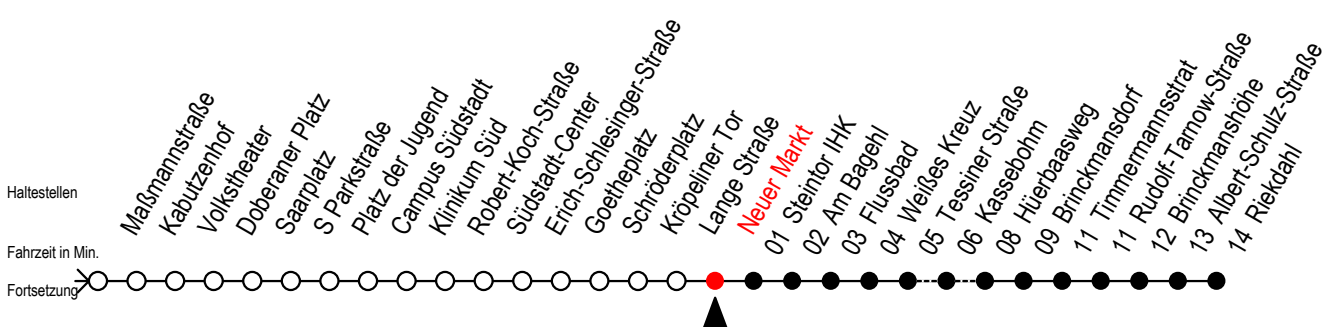 Haltestellen
Maßmannstraße
Kabutzenhof
Volkstheater
Doberaner Platz
Saarplatz
S Parkstraße
Platz der Jugend
Campus Südstadt
Klinikum Süd
Robert-Koch-Straße
Südstadt-Center
Erich-Schlesinger-Straße
Goetheplatz
Schröderplatz
Kröpeliner Tor
Lange Straße
Neuer Markt
01 Steintor IHK
02 Am Bagehl
03 Flussbad
04 Weißes Kreuz
05 Tessiner Straße
06 Kassebohm
08 Hüerbaasweg
09 Brinckmansdorf
11 Timmermannsstrat
11 Rudolf-Tarnow-Straße
12 Brinckmanshöhe
13 Albert-Schulz-Straße
14 Riekdahl
Fahrzeit in Min.
Fortsetzung